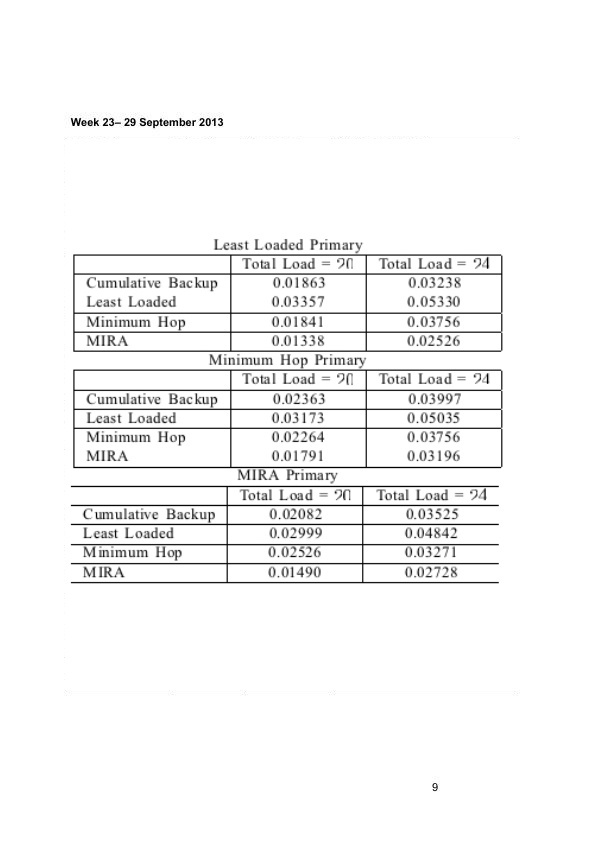 Week 23– 29 September 2013
Least Loaded Primary
Total Load = 20 Total Load = 24
Cumulative Backup 0.01863 0.03238
Least Loaded 0.03357 0.05330
Minimum Hop 0.01841 0.03756
MIRA 0.01338 0.02526
Minimum Hop Primary
Total Load = 20 Total Load = 24
Cumulative Backup 0.02363 0.03997
Least Loaded 0.03173 0.05035
Minimum Hop 0.02264 0.03756
MIRA 0.01791 0.03196
MIRA Primary
Total Load = 20 Total Load = 24
Cumulative Backup 0.02082 0.03525
Least Loaded 0.02999 0.04842
Minimum Hop 0.02526 0.03271
MIRA 0.01490 0.02728
9